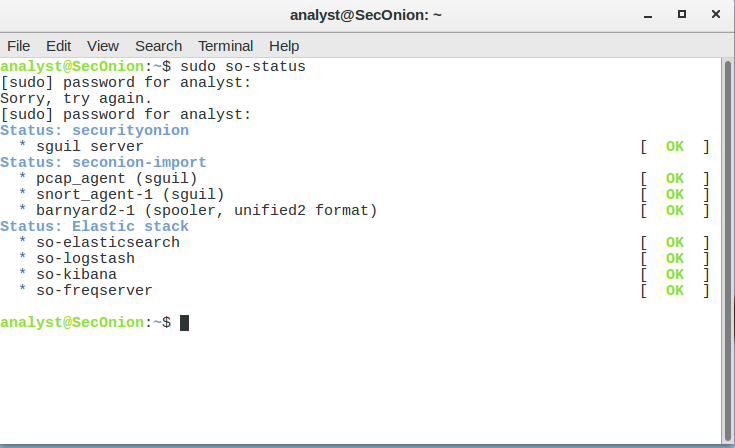 analyst@SecOnion: ~
File Edit View Search Terminal Help
analyst@SecOnion:~$ sudo so-status
[sudo] password for analyst:
Sorry, try again.
[sudo] password for analyst:
Status: securityonion
  * sguil server                                                       [  OK  ]
Status: seconion-import
  * pcap_agent (sguil)                                                 [  OK  ]
  * snort_agent-1 (sguil)                                              [  OK  ]
  * barnyard2-1 (spooler, unified2 format)                             [  OK  ]
Status: Elastic stack
  * so-elasticsearch                                                   [  OK  ]
  * so-logstash                                                        [  OK  ]
  * so-kibana                                                          [  OK  ]
  * so-freqserver                                                      [  OK  ]
analyst@SecOnion:~$